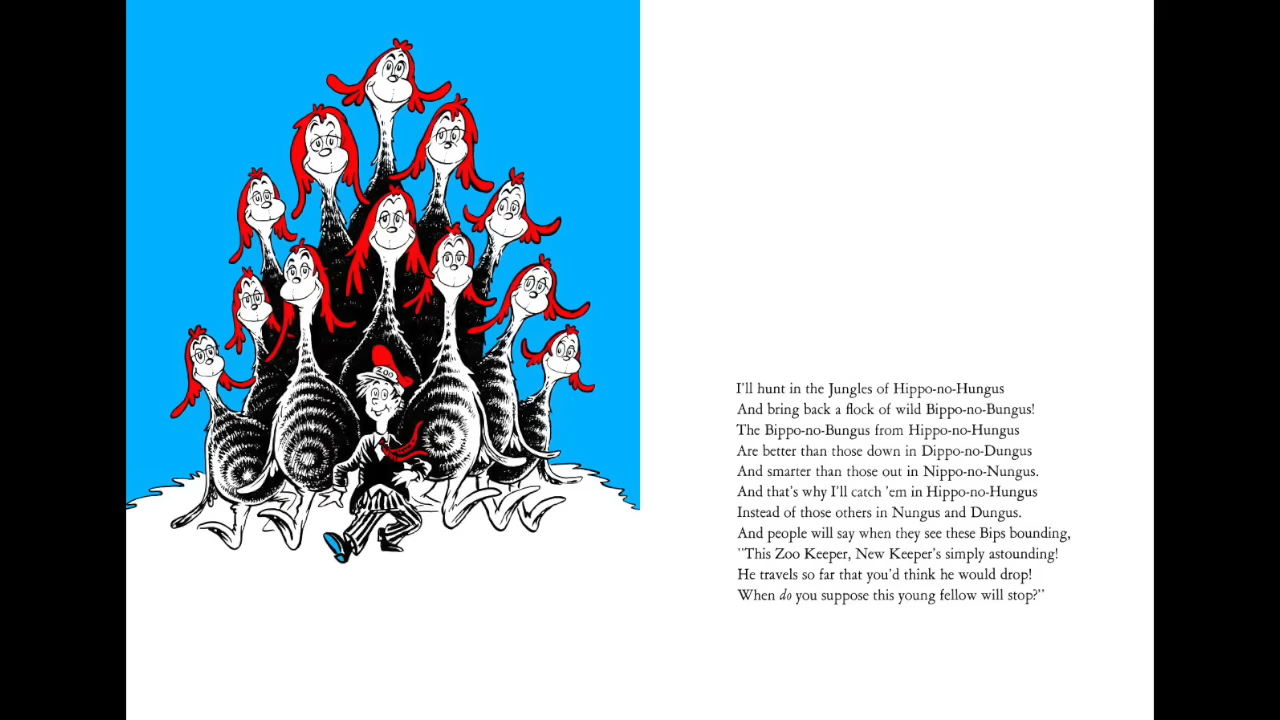 ZOO
I'll hunt in the Jungles of Hippo-no-Hungus
And bring back a flock of wild Bippo-no-Bungus!
The Bippo-no-Bungus from Hippo-no-Hungus
Are better than those down in Dippo-no-Dungus
And smarter than those out in Nippo-no-Nungus.
And that's why I'll catch 'em in Hippo-no-Hungus
Instead of those others in Nungus and Dungus.
And people will say when they see these Bips bounding,
"This Zoo Keeper, New Keeper's simply astounding!
He travels so far that you'd think he would drop!
When do you suppose this young fellow will stop?"